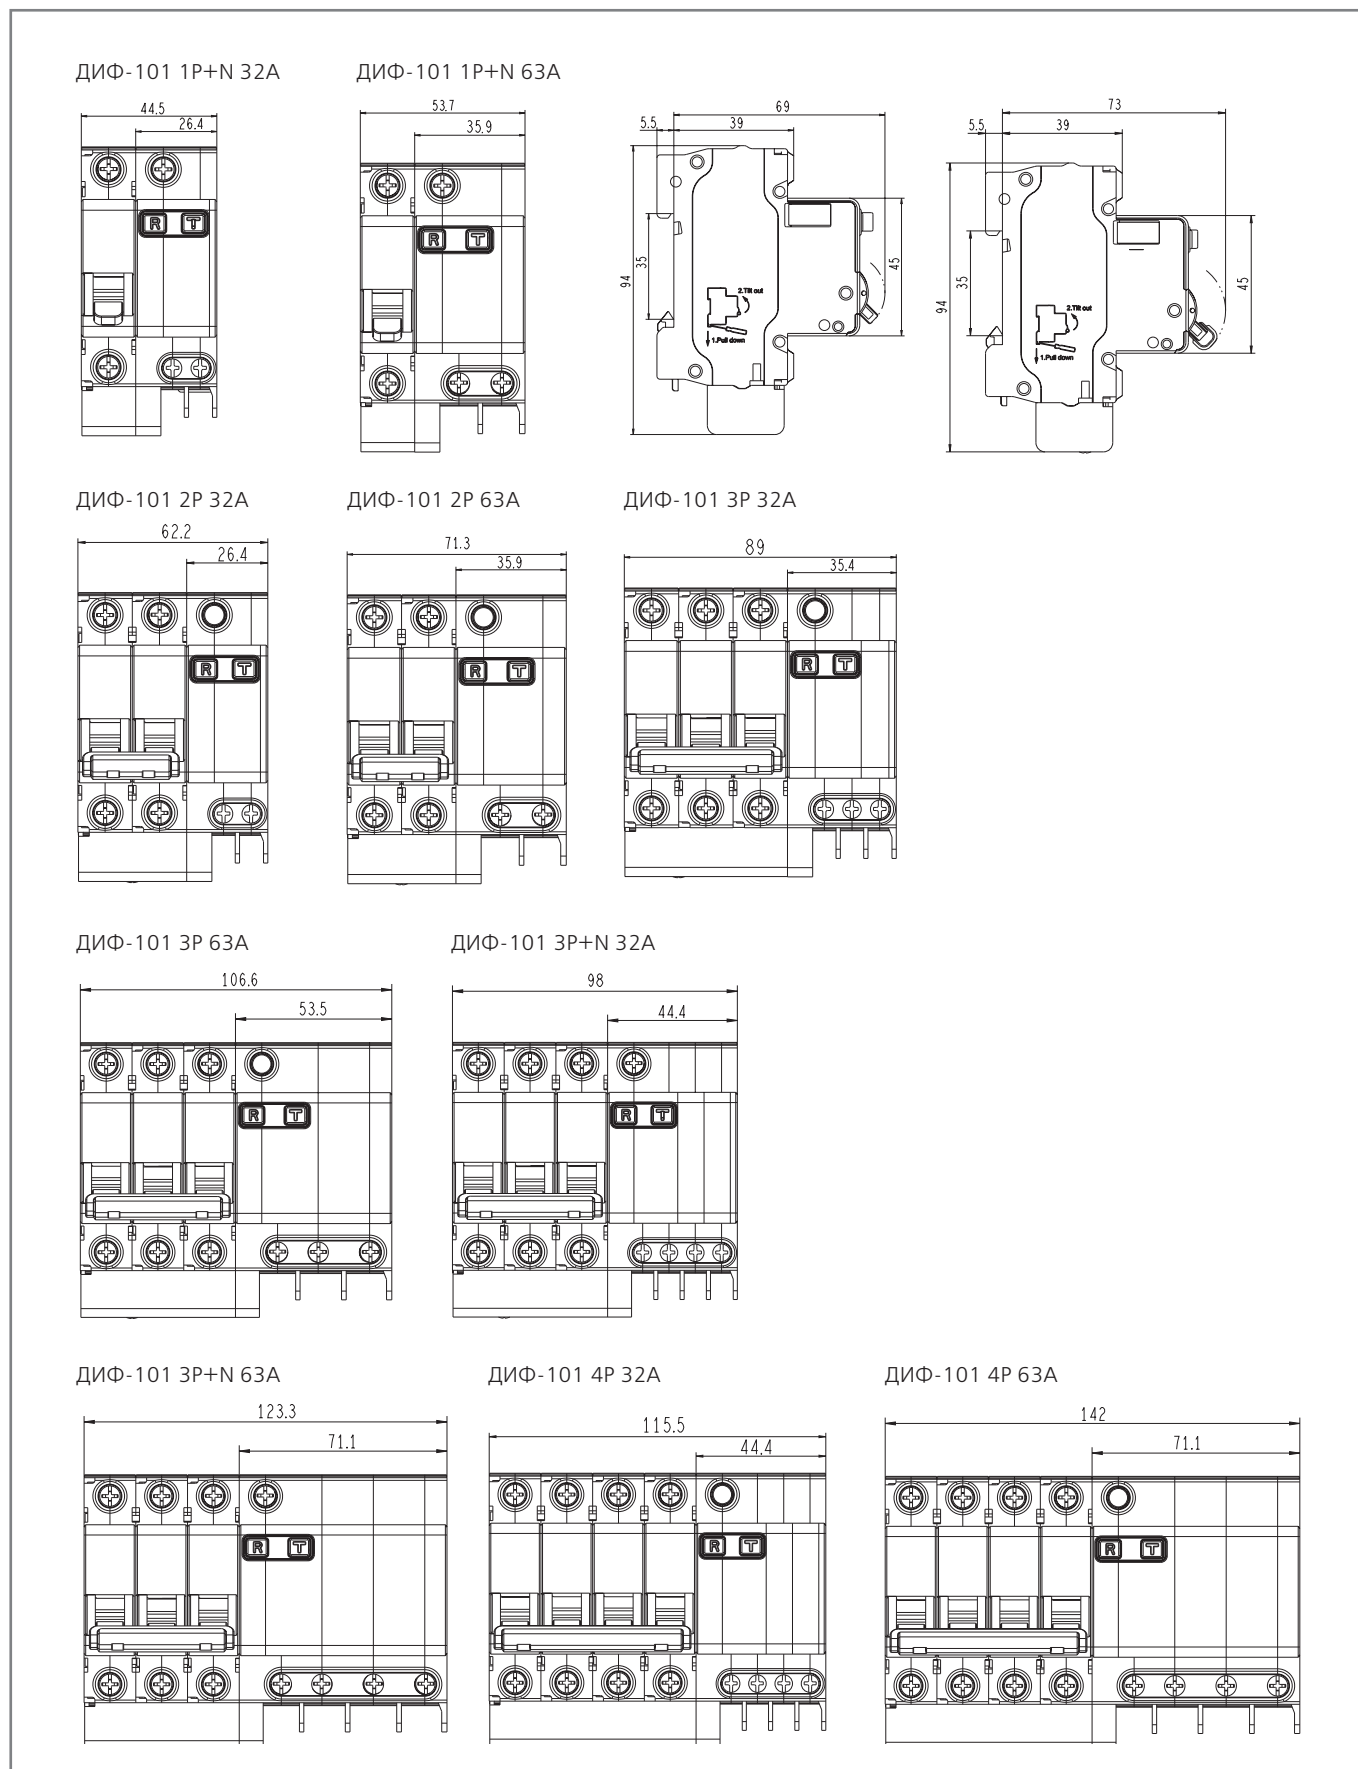 ДИФ-101 1P+N 32A
ДИФ-101 1P+N 63A
44.5
26.4
R T
53.7
35.9
R T
69
5.5
39
94
35
45
2.Tilt out
1.Pull down
73
5.5
39
94
35
45
2.Tilt out
1.Pull down
ДИФ-101 2P 32A
ДИФ-101 2P 63A
ДИФ-101 3P 32A
62.2
26.4
R T
71.3
35.9
R T
89
35.4
R T
ДИФ-101 3P 63A
ДИФ-101 3P+N 32A
106.6
53.5
R T
98
44.4
R T
ДИФ-101 3P+N 63A
ДИФ-101 4P 32A
ДИФ-101 4P 63A
123.3
71.1
R T
115.5
44.4
R T
142
71.1
R T